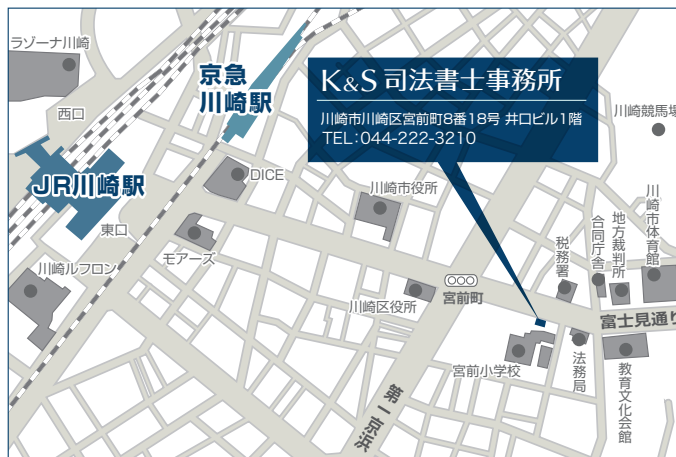 ラゾーナ川崎
西口
京急
川崎駅
JR川崎駅
東口
川崎ルフロン
DICE
モアーズ
K&S 司法書士事務所
川崎市川崎区宮前町8番18号 井口ビル1階
TEL:044-222-3210
川崎競馬場
川崎市役所
川崎区役所
宮前町
税務署
合同庁舎
地方裁判所
川崎市体育館
富士見通り
宮前小学校
法務局
教育文化会館
第一京浜